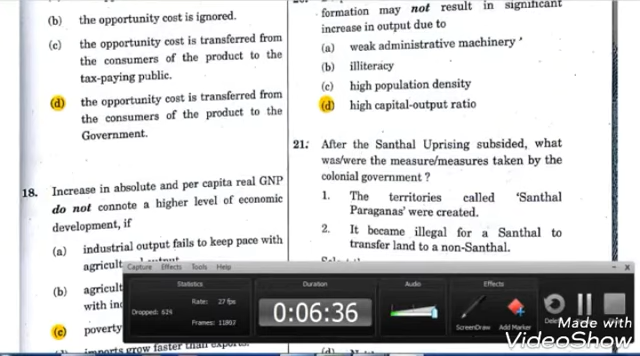 (b) the opportunity cost is ignored.
(c) the opportunity cost is transferred from
the consumers of the product to the
tax-paying public.
(d) the opportunity cost is transferred from
the consumers of the product to the
Government.
18. Increase in absolute and per capita real GNP
do not connote a higher level of economic
development, if
(a) industrial output fails to keep pace with
agricult
(b) agricult
with in
(c) poverty
imports grow faster than exports.
formation may not result in significant
increase in output due to
(a) weak administrative machinery
(b) illiteracy
(c) high population density
(d) high capital-output ratio
21. After the Santhal Uprising subsided, what
was/were the measure/measures taken by the
colonial government ?
1. The territories called 'Santhal
Paraganas' were created.
2. It became illegal for a Santhal to
transfer land to a non-Santhal.
(d)
Capture Effects Tools Help
Statistics
Duration
Audio
Effects
Rate: 27 fps
Dropped: 629
Frames: 11803
0:06:36
ScreenDraw
Add Marker
Made with
VideoShow